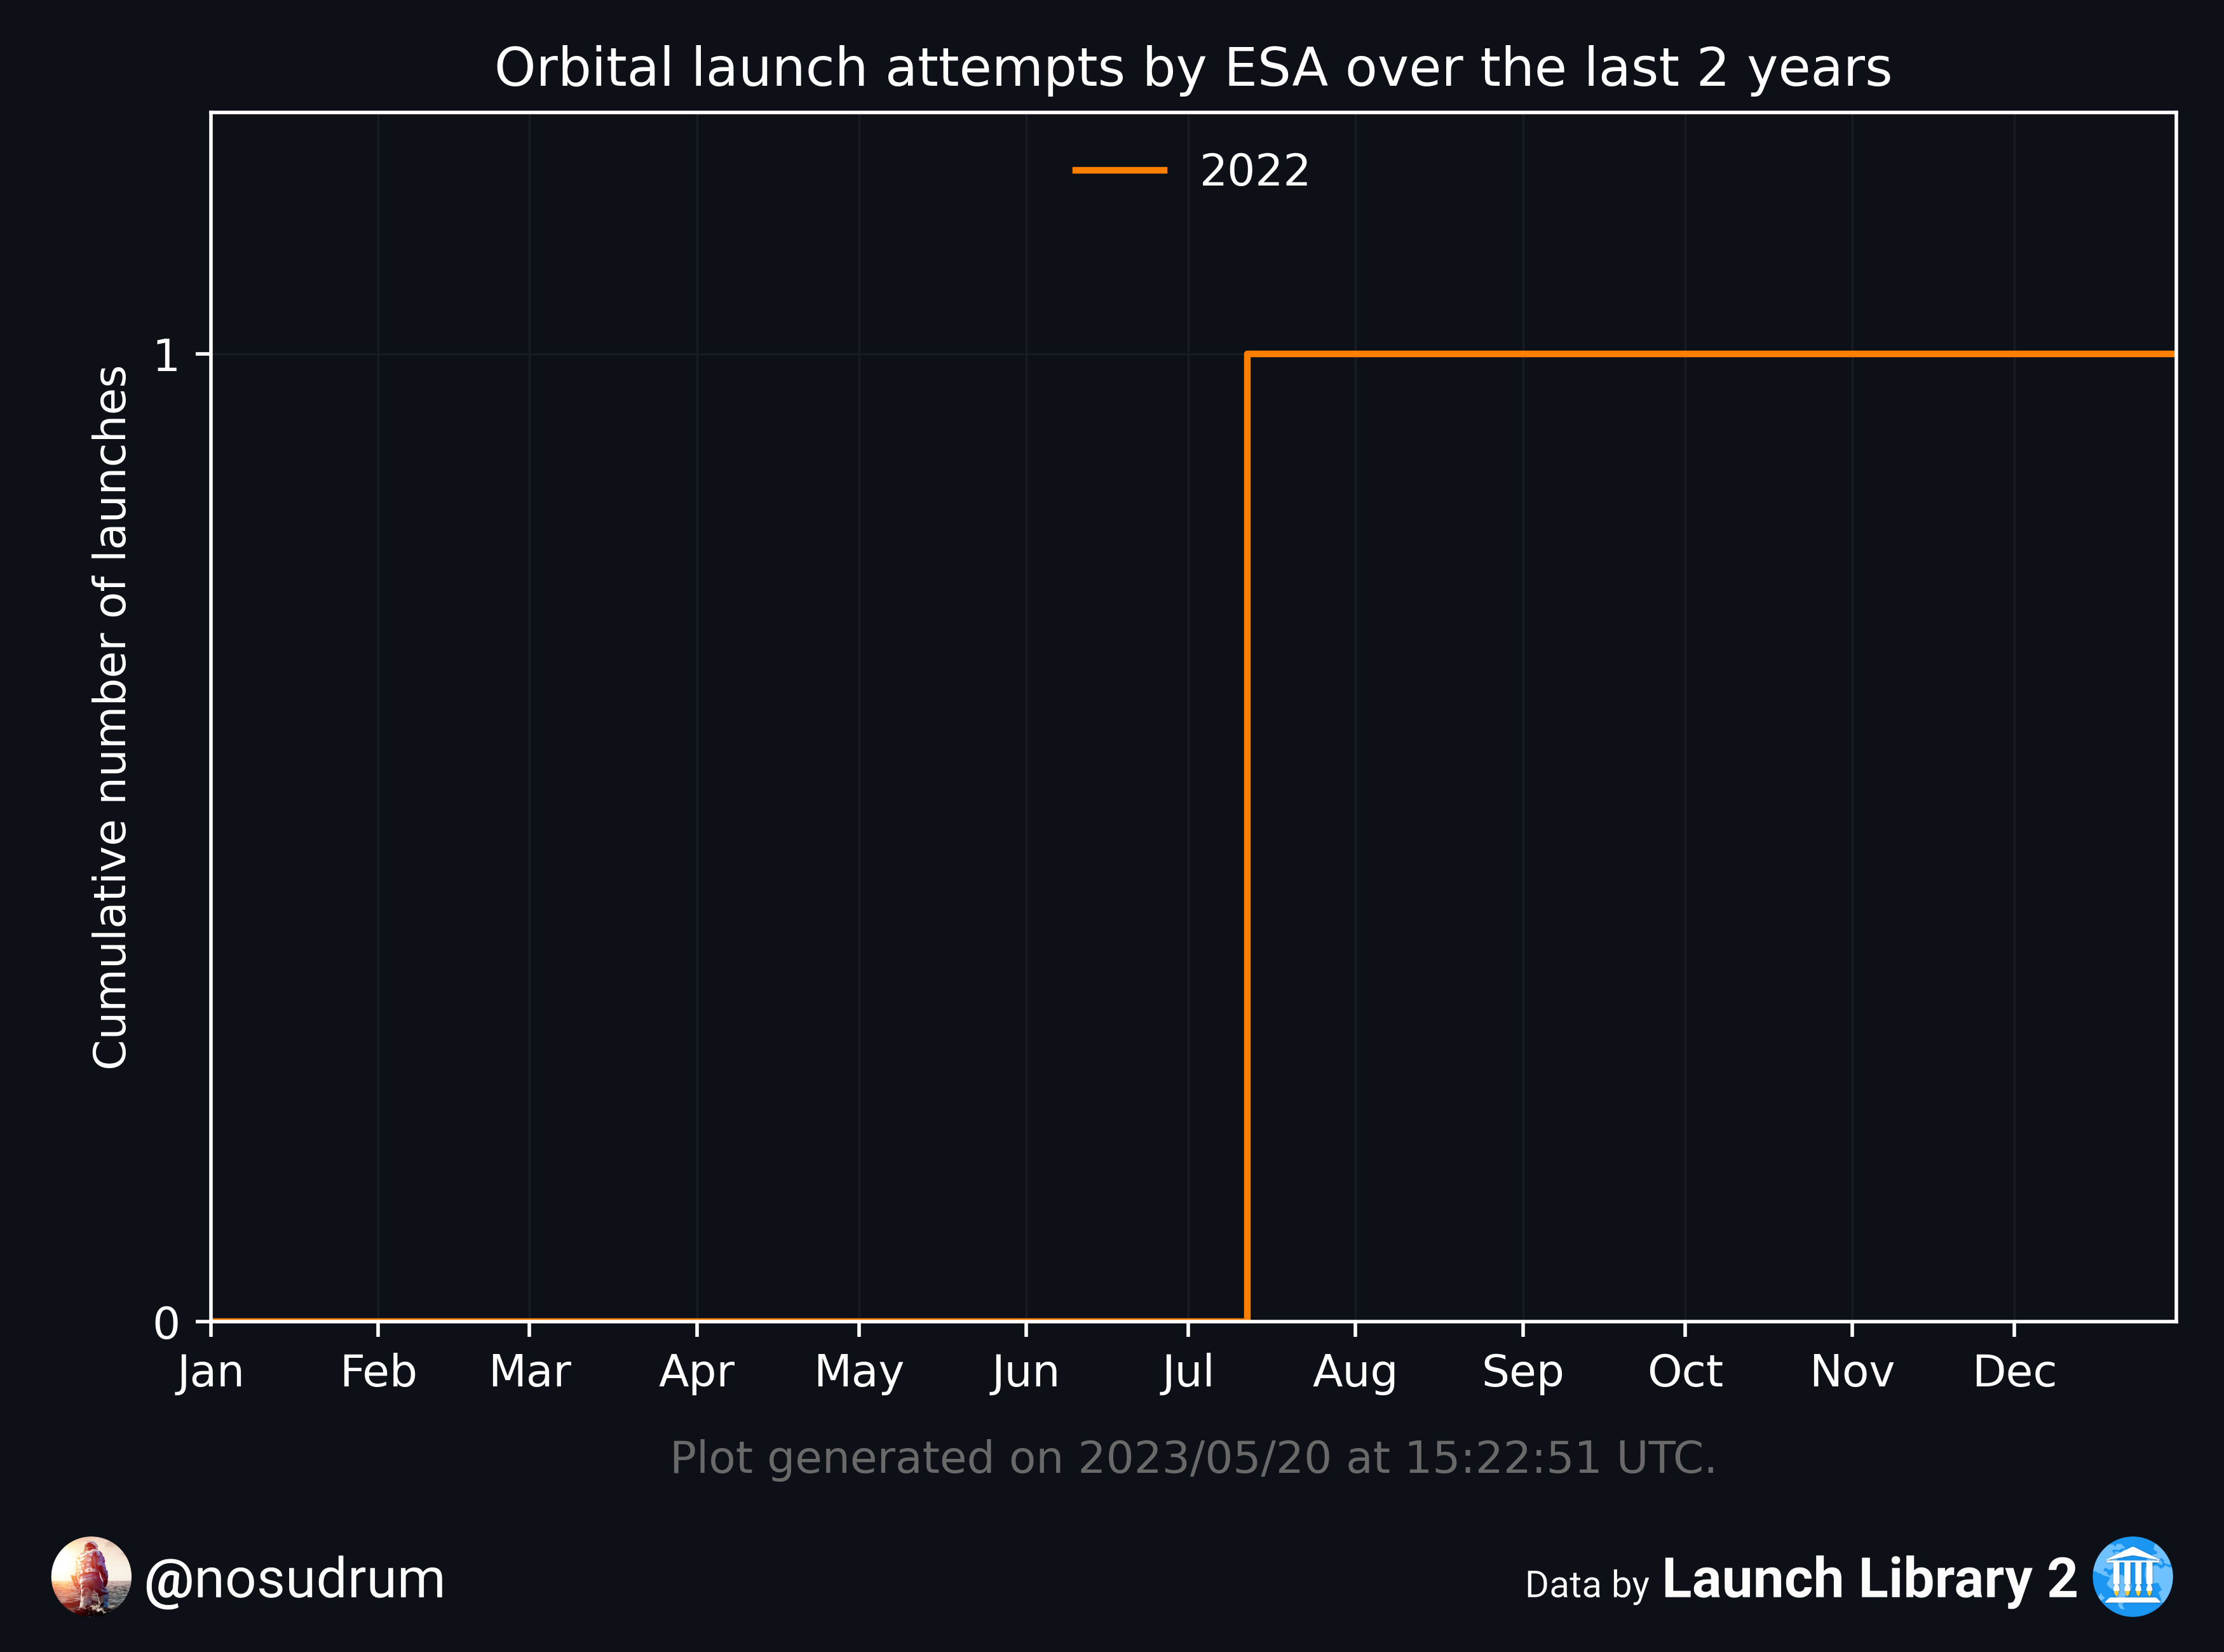 Orbital launch attempts by ESA over the last 2 years
2022
Cumulative number of launches
1
0
Jan Feb Mar Apr May Jun Jul Aug Sep Oct Nov Dec
Plot generated on 2023/05/20 at 15:22:51 UTC.
@nosudrum
Data by Launch Library 2